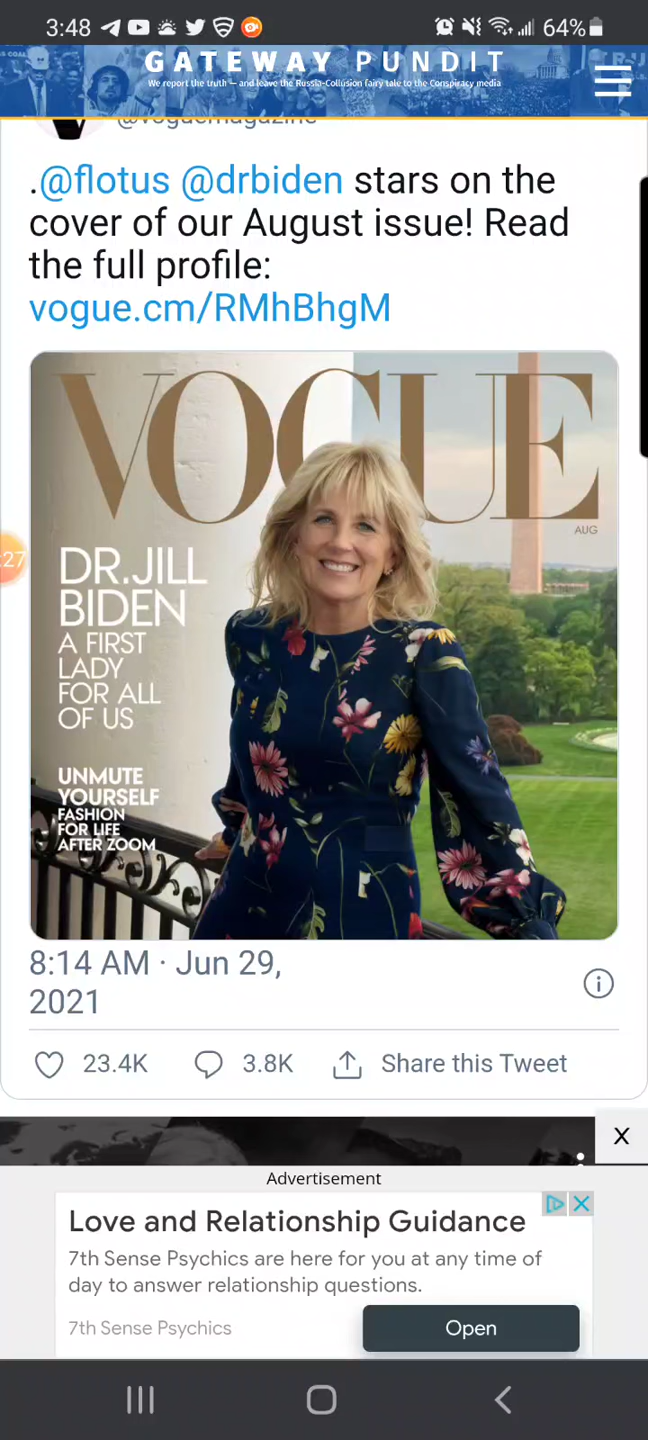 3:48
64%
GATEWAY PUNDIT
We report the truth — and leave the Russia-Collusion fairy tale to the Conspiracy media
@voguemagazine
.@flotus @drbiden stars on the
cover of our August issue! Read
the full profile:
vogue.cm/RMhBhgM
VOGUE
AUG
:27
DR. JILL
BIDEN
A FIRST
LADY
FOR ALL
OF US
UNMUTE
YOURSELF
FASHION
FOR LIFE
AFTER ZOOM
8:14 AM · Jun 29,
2021
23.4K
3.8K
Share this Tweet
X
Advertisement
Love and Relationship Guidance
7th Sense Psychics are here for you at any time of
day to answer relationship questions.
7th Sense Psychics
Open